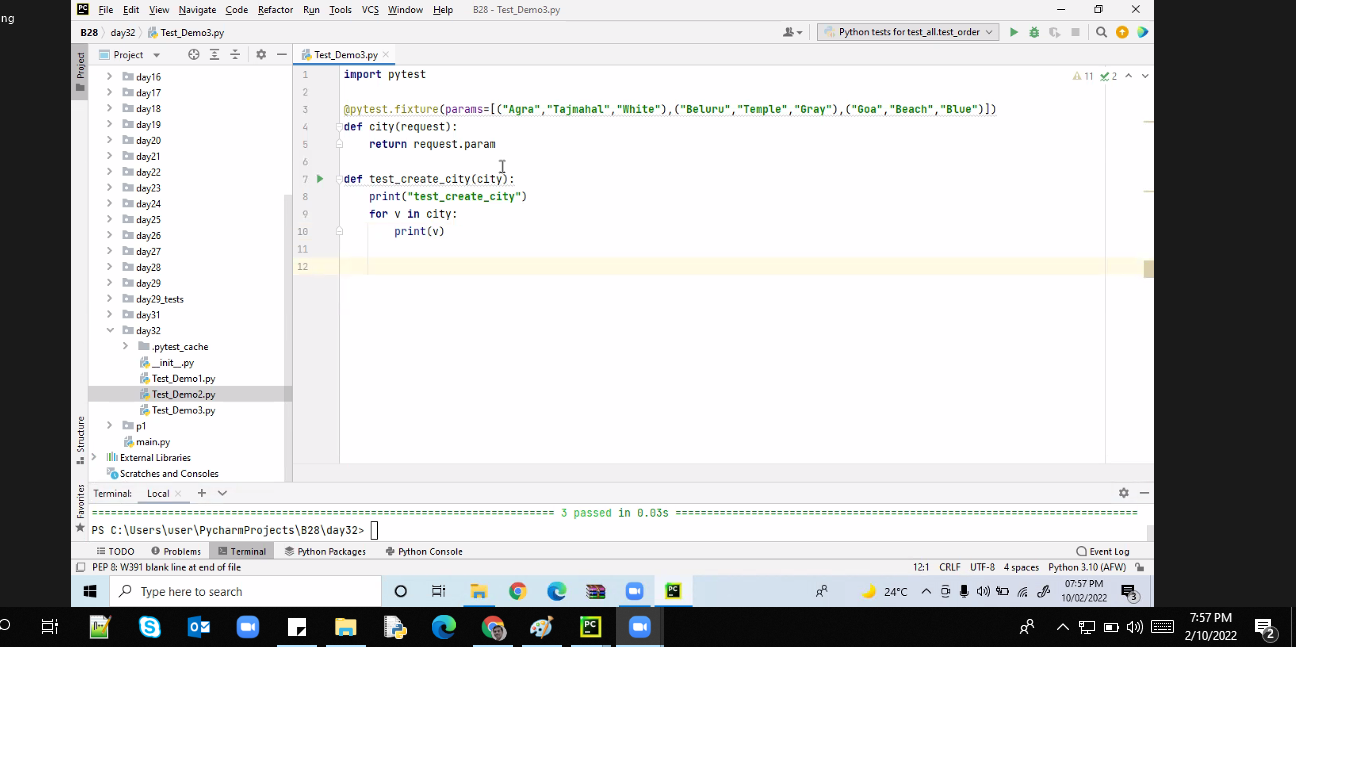 ng
PC File Edit View Navigate Code Refactor Run Tools VCS Window Help B28 - Test_Demo3.py
B28 day32 Test_Demo3.py Python tests for test_all.test_order
Project Project Test_Demo3.py
1 import pytest 11 2
2
3 @pytest.fixture(params=[("Agra","Tajmahal","White"),("Beluru","Temple","Gray"),("Goa","Beach","Blue")])
4 def city(request):
5 return request.param
6
7 def test_create_city(city):
8 print("test_create_city")
9 for v in city:
10 print(v)
11
12
day16
day17
day18
day19
day20
day21
day22
day23
day24
day25
day26
day27
day28
day29
day29_tests
day31
day32
.pytest_cache
__init__.py
Test_Demo1.py
Test_Demo2.py
Test_Demo3.py
p1
main.py
External Libraries
Scratches and Consoles
Structure
Favorites
Terminal: Local
3 passed in 0.03s
PS C:\Users\user\PycharmProjects\B28\day32>
TODO Problems Terminal Python Packages Python Console Event Log
PEP 8: W391 blank line at end of file 12:1 CRLF UTF-8 4 spaces Python 3.10 (AFW)
Type here to search PC 24°C 07:57 PM
10/02/2022 3
PC 7:57 PM
2/10/2022 2